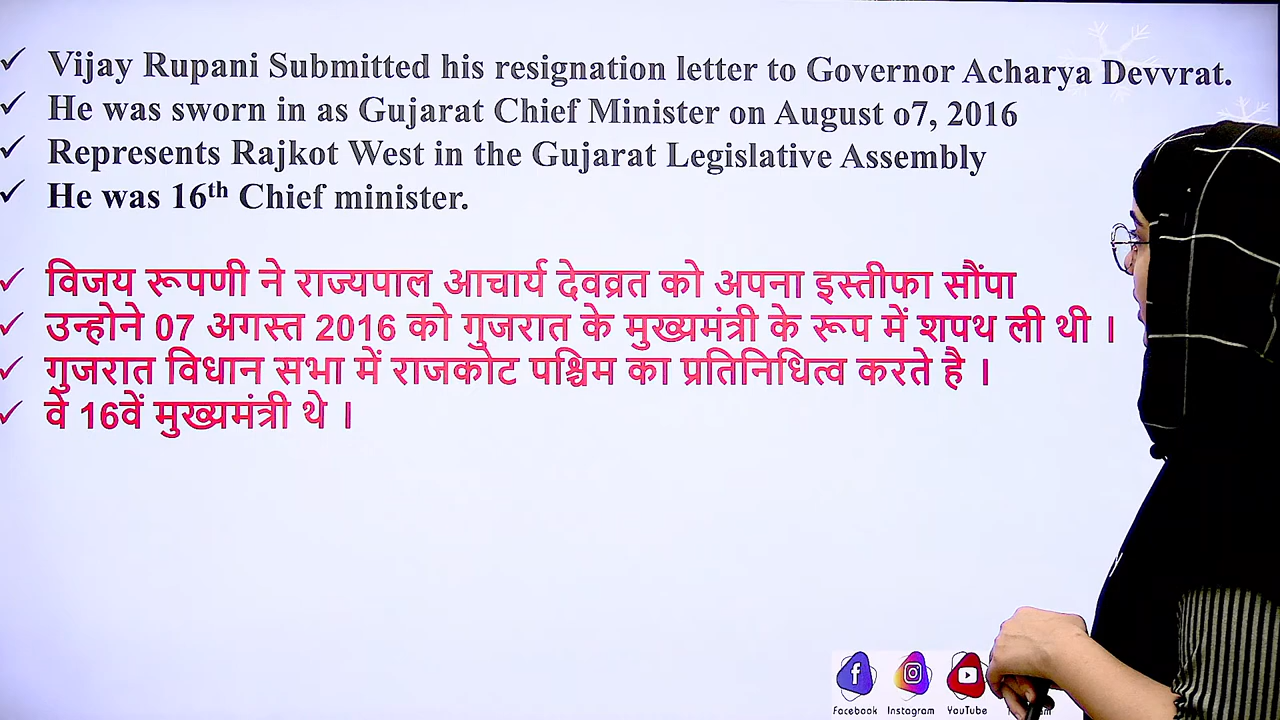 ✓ Vijay Rupani Submitted his resignation letter to Governor Acharya Devvrat.
✓ He was sworn in as Gujarat Chief Minister on August o7, 2016
✓ Represents Rajkot West in the Gujarat Legislative Assembly
✓ He was 16th Chief minister.
✓ विजय रूपणी ने राज्यपाल आचार्य देवव्रत को अपना इस्तीफा सौंपा
✓ उन्होने 07 अगस्त 2016 को गुजरात के मुख्यमंत्री के रूप में शपथ ली थी ।
✓ गुजरात विधान सभा में राजकोट पश्चिम का प्रतिनिधित्व करते है ।
✓ वे 16वें मुख्यमंत्री थे ।
Facebook Instagram YouTube